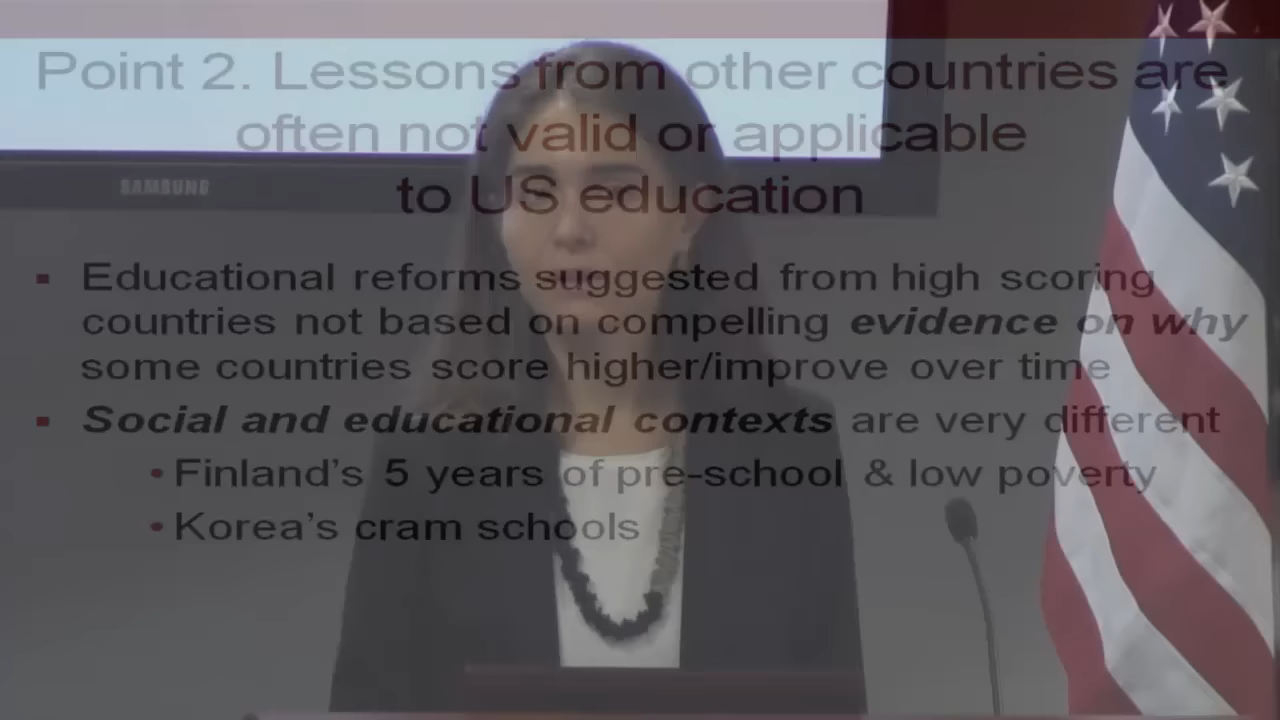 Point 2. Lessons from other countries are
often not valid or applicable
SAMSUNG
to US education
▪ Educational reforms suggested from high scoring
countries not based on compelling evidence on why
some countries score higher/improve over time
▪ Social and educational contexts are very different
• Finland's 5 years of pre-school & low poverty
• Korea's cram schools